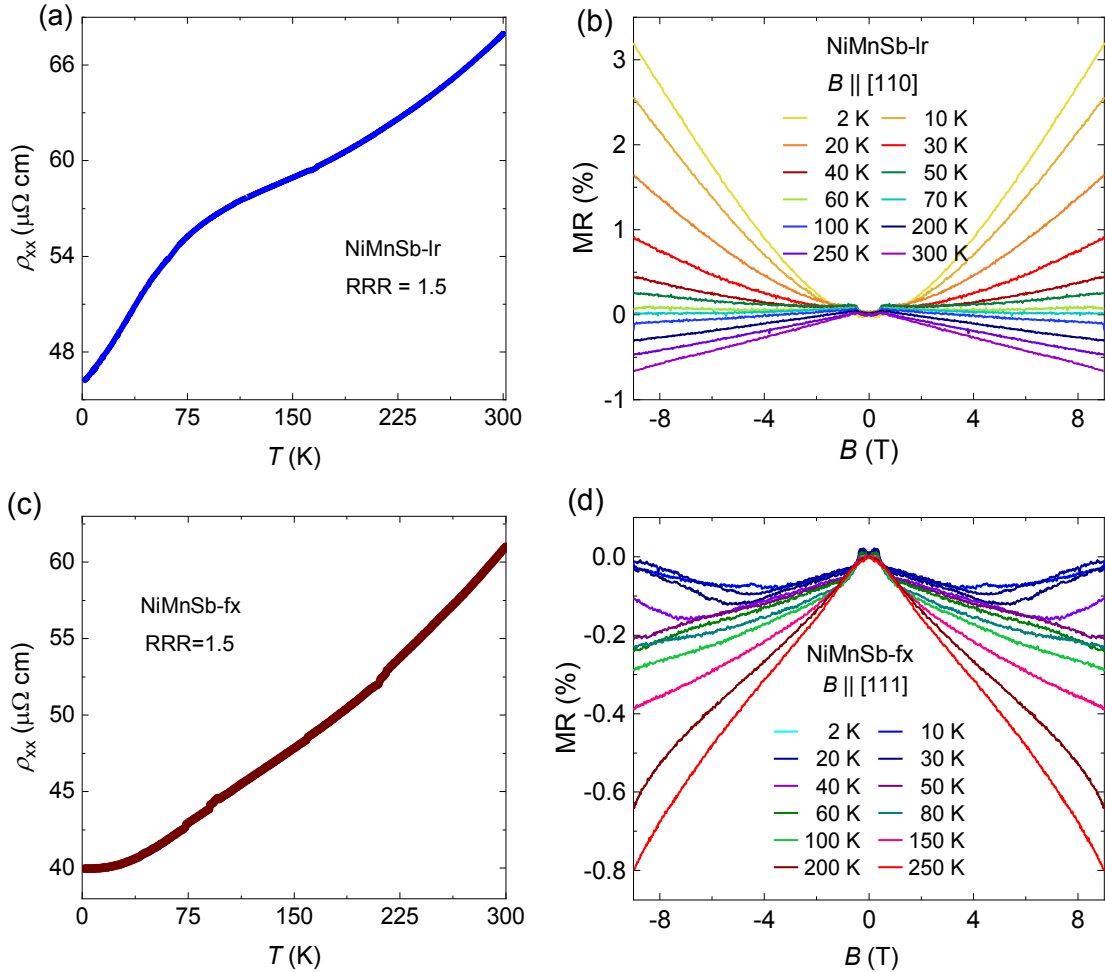 (a)
66
60
54
48
ρxx (μΩ cm)
NiMnSb-lr
RRR = 1.5
0 75 150 225 300
T (K)
(b)
3
2
1
0
-1
MR (%)
NiMnSb-lr
B || [110]
2 K 10 K
20 K 30 K
40 K 50 K
60 K 70 K
100 K 200 K
250 K 300 K
-8 -4 0 4 8
B (T)
(c)
60
55
50
45
40
ρxx (μΩ cm)
NiMnSb-fx
RRR=1.5
0 75 150 225 300
T (K)
(d)
0.0
-0.2
-0.4
-0.6
-0.8
MR (%)
NiMnSb-fx
B || [111]
2 K 10 K
20 K 30 K
40 K 50 K
60 K 80 K
100 K 150 K
200 K 250 K
-8 -4 0 4 8
B (T)